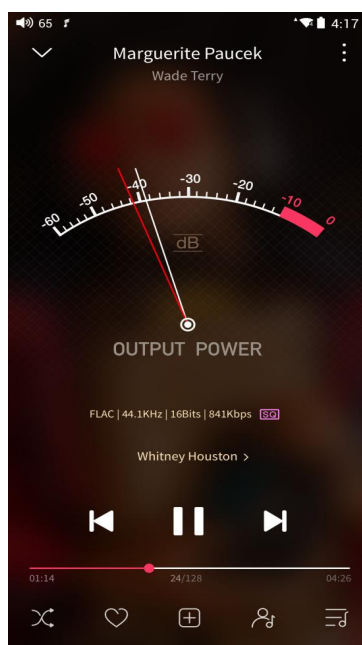 65 4:17
Marguerite Paucek
Wade Terry
-60 -50 -40 -30 -20 -10 0
dB
OUTPUT POWER
FLAC | 44.1KHz | 16Bits | 841Kbps SQ
Whitney Houston >
01:14 24/128 04:26